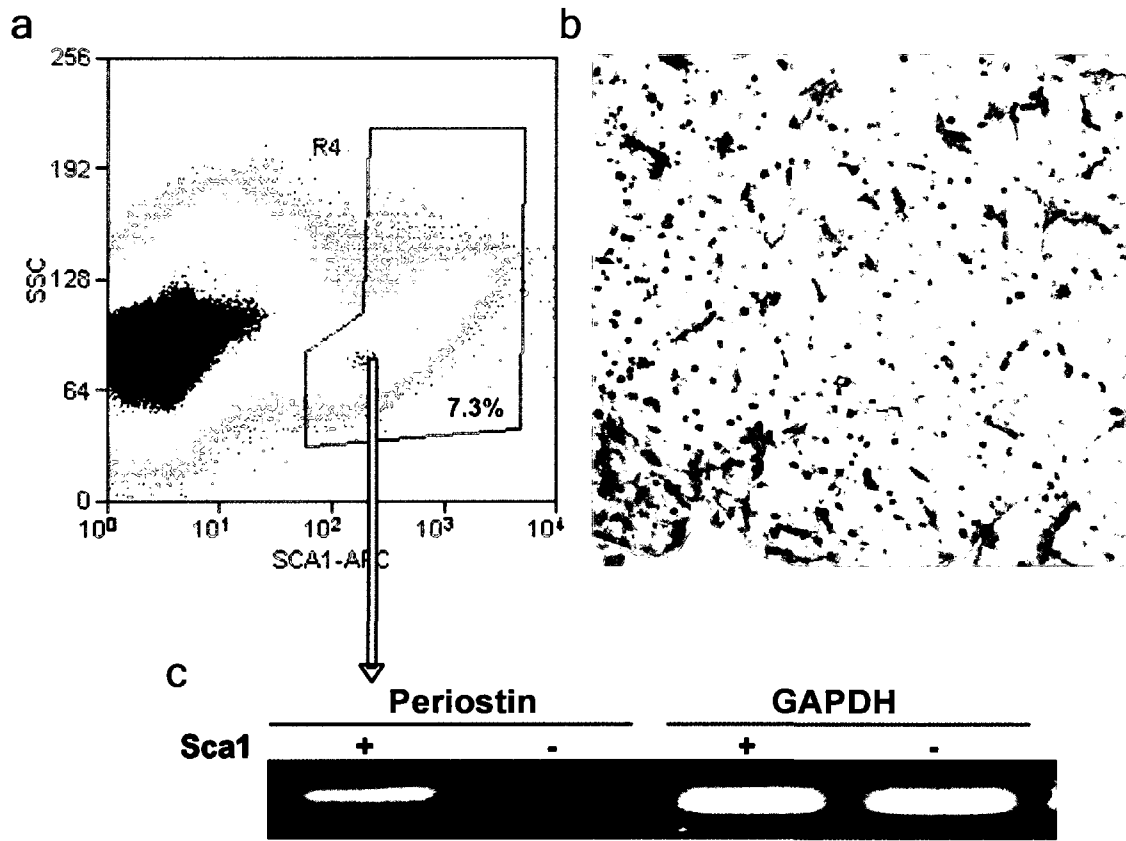 a
b
256
192
128
64
0
SSC
R4
7.3%
10⁰ 10¹ 10² 10³ 10⁴
SCA1-APC
c
Periostin GAPDH
Sca1 + - + -